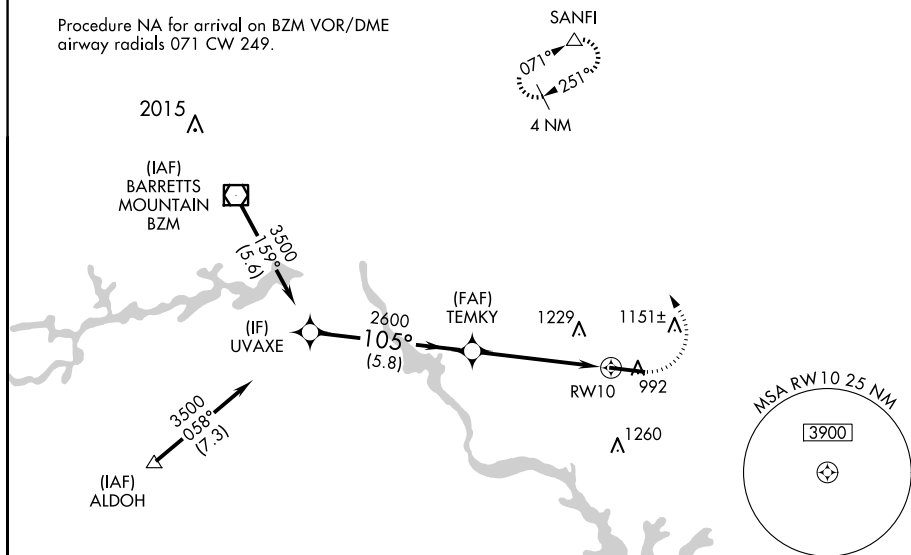 Procedure NA for arrival on BZM VOR/DME
airway radials 071 CW 249.
SANFI
071°
251°
4 NM
2015
(IAF)
BARRETTS
MOUNTAIN
BZM
3500
159°
(5.6)
(IF)
UVAXE
2600
105°
(5.8)
(FAF)
TEMKY
1229
1151±
RW10
992
1260
3500
058°
(7.3)
(IAF)
ALDOH
MSA RW10 25 NM
3900